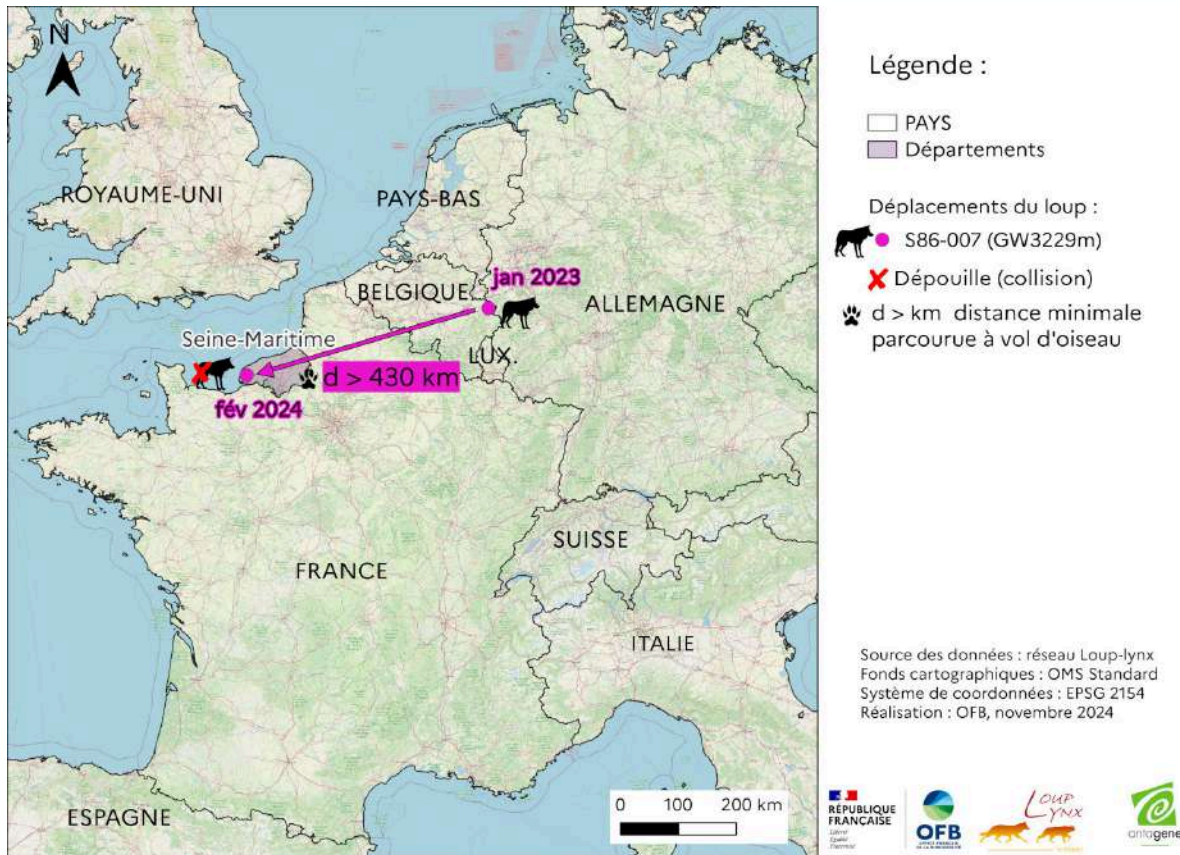 N
ROYAUME-UNI
PAYS-BAS
jan 2023
BELGIQUE
ALLEMAGNE
Seine-Maritime
LUX.
d > 430 km
fév 2024
SUISSE
FRANCE
ITALIE
ESPAGNE
0 100 200 km
Légende :
PAYS
Départements
Déplacements du loup :
S86-007 (GW3229m)
Dépouille (collision)
d > km distance minimale
parcourue à vol d'oiseau
Source des données : réseau Loup-lynx
Fonds cartographiques : OMS Standard
Système de coordonnées : EPSG 2154
Réalisation : OFB, novembre 2024
RÉPUBLIQUE
FRANÇAISE
Liberté
Égalité
Fraternité
OFB
LOUP
LYNX
antagene